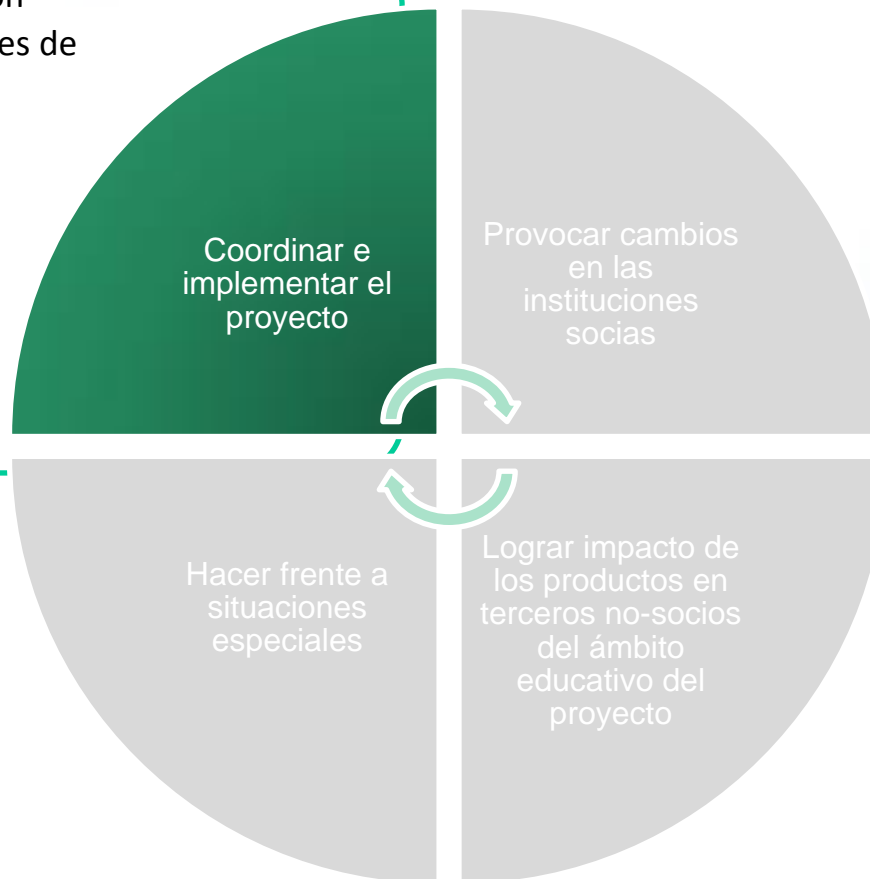 es de
Coordinar e
implementar el
proyecto
Provocar cambios
en las
instituciones
socias
Hacer frente a
situaciones
especiales
Lograr impacto de
los productos en
terceros no-socios
del ámbito
educativo del
proyecto